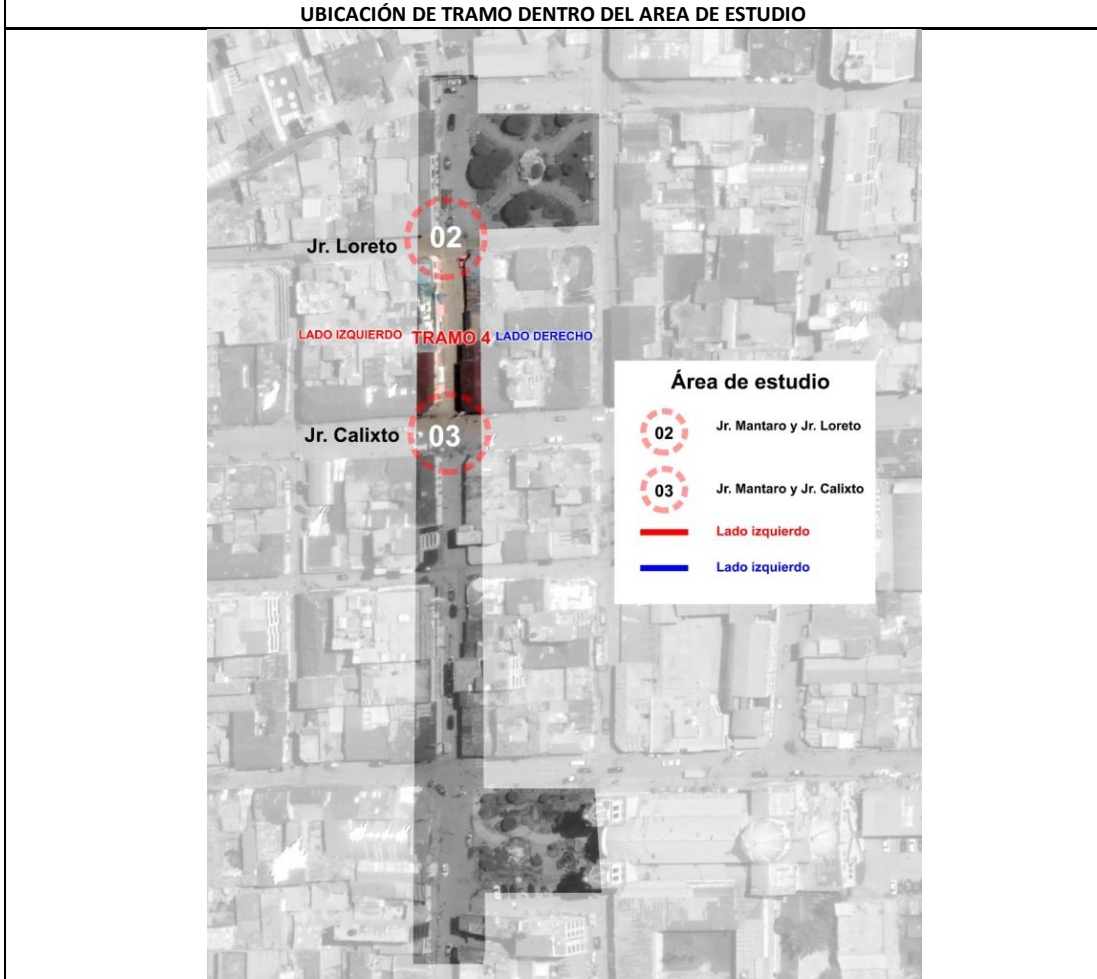 UBICACIÓN DE TRAMO DENTRO DEL AREA DE ESTUDIO
02
Jr. Loreto
LADO IZQUIERDO TRAMO 4 LADO DERECHO
Jr. Calixto
03
Área de estudio
02 Jr. Mantaro y Jr. Loreto
03 Jr. Mantaro y Jr. Calixto
Lado izquierdo
Lado izquierdo